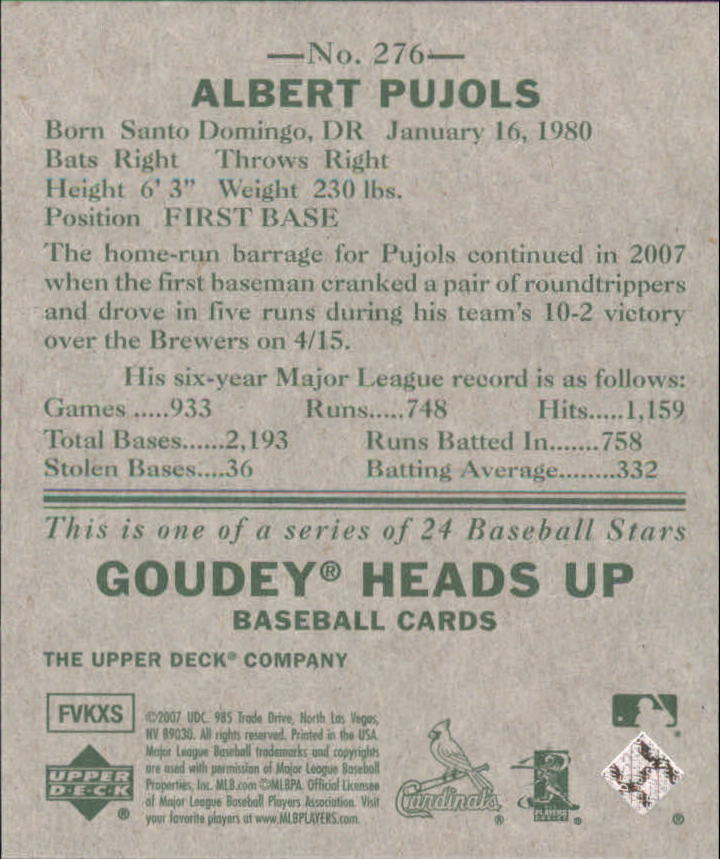 —No. 276—
ALBERT PUJOLS
Born Santo Domingo, DR January 16, 1980
Bats Right Throws Right
Height 6' 3" Weight 230 lbs.
Position FIRST BASE
The home-run barrage for Pujols continued in 2007
when the first baseman cranked a pair of roundtrippers
and drove in five runs during his team's 10-2 victory
over the Brewers on 4/15.
His six-year Major League record is as follows:
Games .....933 Runs.....748 Hits.....1,159
Total Bases......2,193 Runs Batted In.......758
Stolen Bases....36 Batting Average........332
This is one of a series of 24 Baseball Stars
GOUDEY® HEADS UP
BASEBALL CARDS
THE UPPER DECK® COMPANY
FVKXS
©2007 UDC. 985 Trade Drive, North Las Vegas,
NV 89030. All rights reserved. Printed in the USA.
Major League Baseball trademarks and copyrights
are used with permission of Major League Baseball
Properties, Inc. MLB.com ©MLBPA. Official Licensee
of Major League Baseball Players Association. Visit
your favorite players at www.MLBPLAYERS.com.
UPPER
D·E·C·K
®
Cardinals
®
PLAYERS
CHOICE
®
®